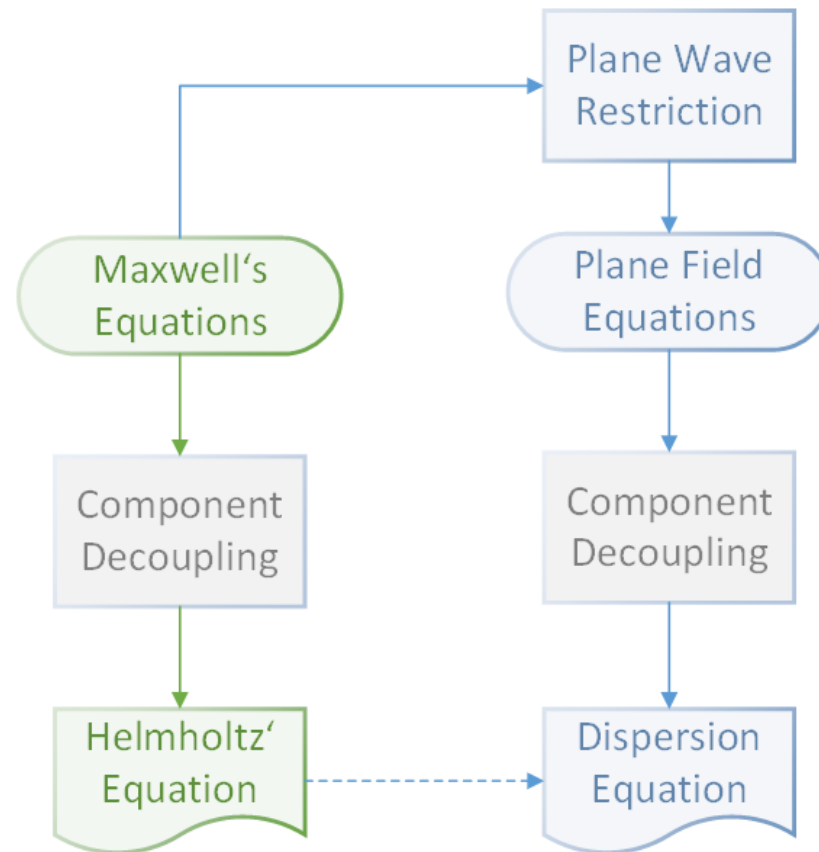 Plane Wave
Restriction
Maxwell‘s
Equations
Plane Field
Equations
Component
Decoupling
Component
Decoupling
Helmholtz‘
Equation
Dispersion
Equation